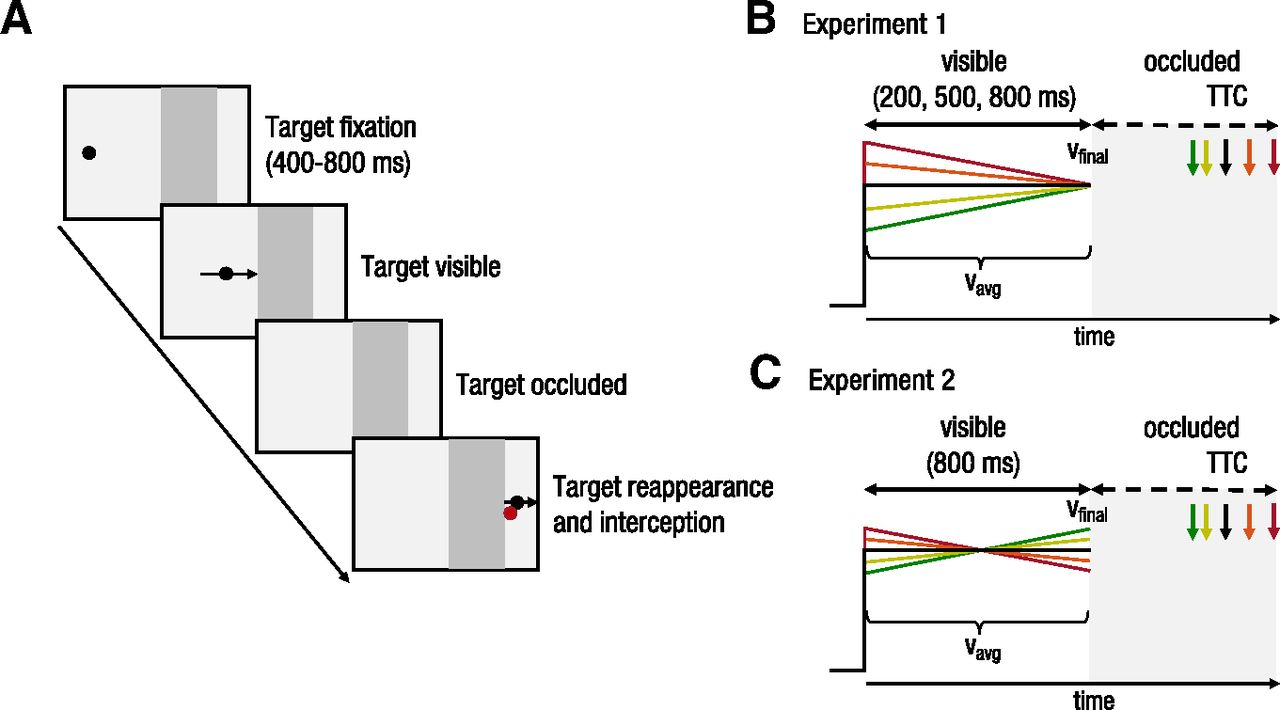 A
Target fixation
(400-800 ms)
Target visible
Target occluded
Target reappearance
and interception
B Experiment 1
visible occluded
(200, 500, 800 ms) TTC
vfinal
vavg
time
C Experiment 2
visible occluded
(800 ms) TTC
vfinal
vavg
time